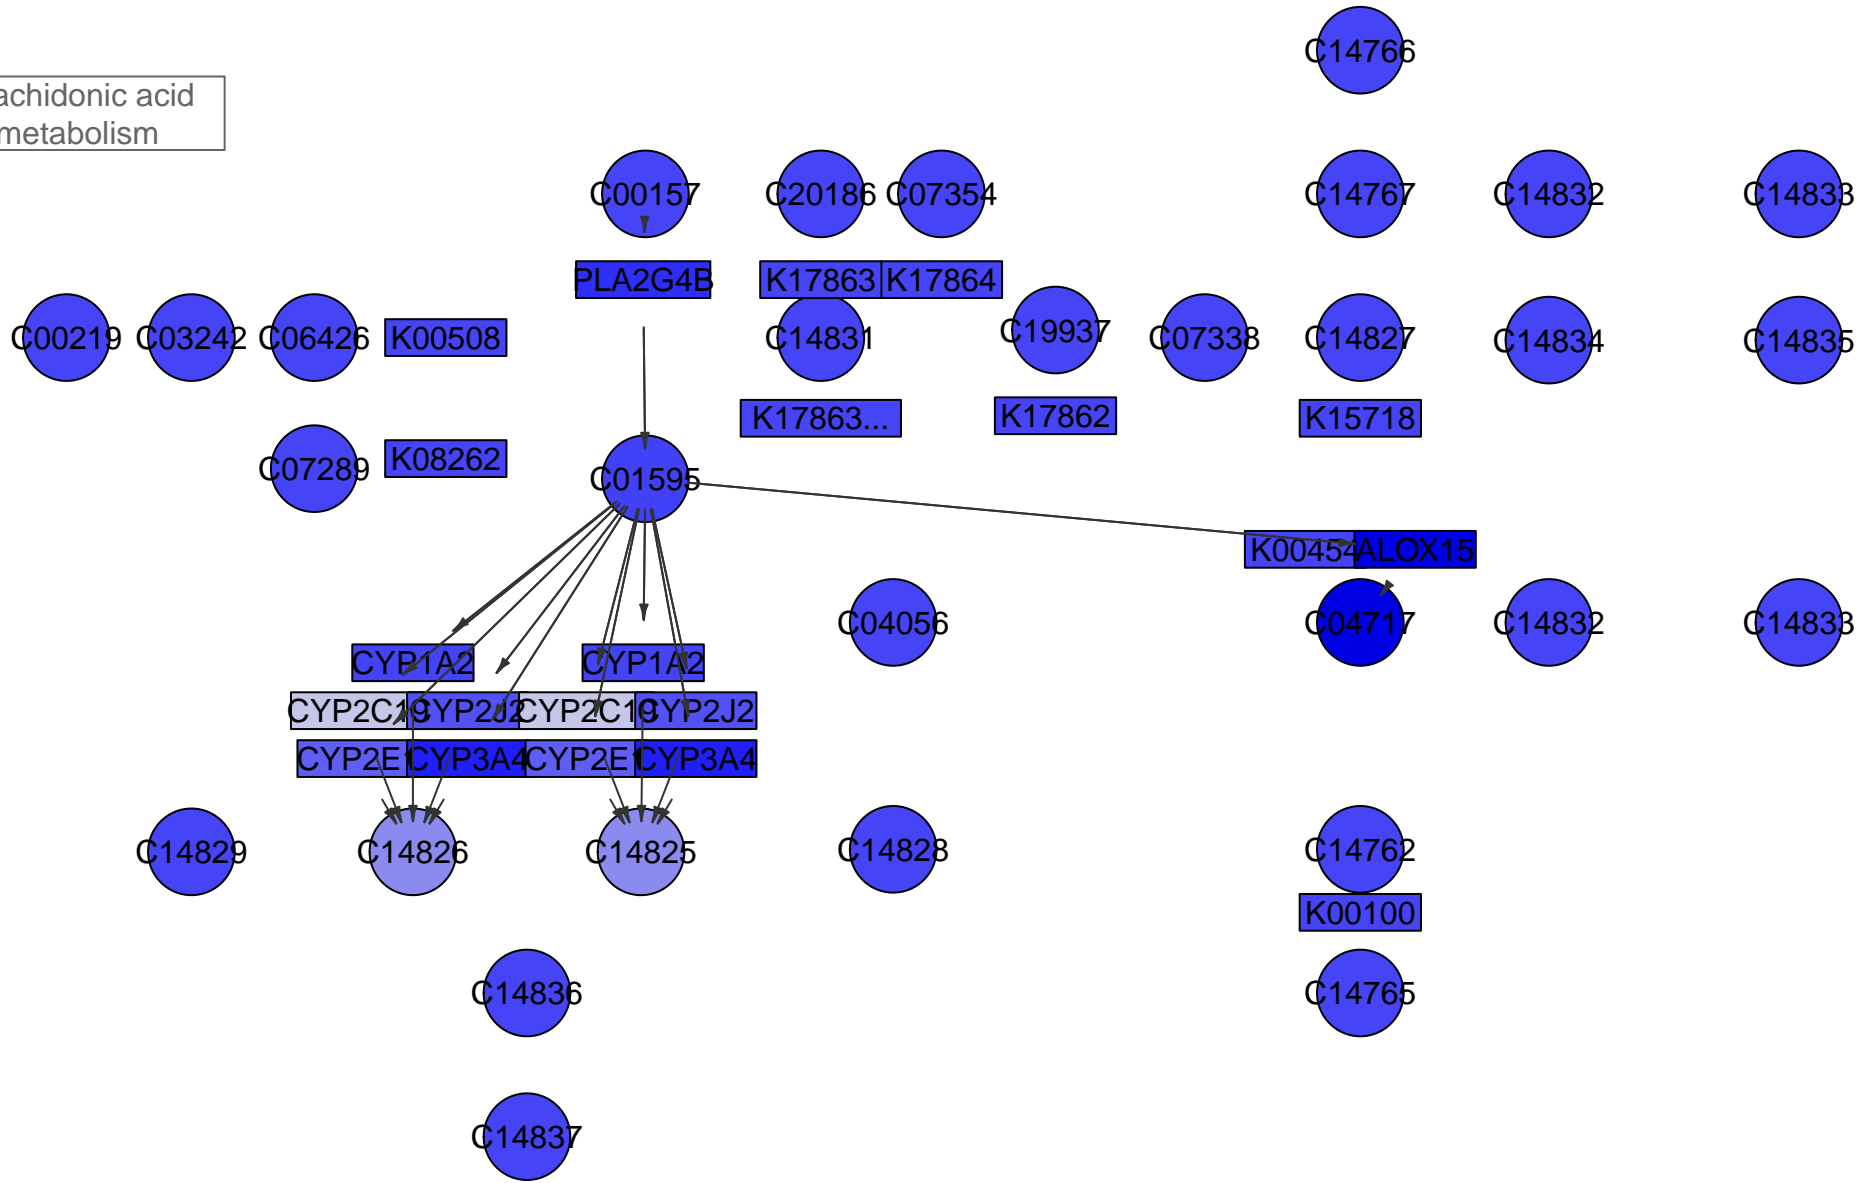 C14766
achidonic acid
metabolism
C00157
C20186
C07354
C14767
C14832
C14833
PLA2G4B
K17863
K17864
C00219
C03242
C06426
K00508
C14831
C19937
C07338
C14827
C14834
C14835
K17863...
K17862
K15718
C07289
K08262
C01595
K00454
ALOX15
C04056
C04717
C14832
C14833
CYP1A2
CYP1A2
CYP2C19
CYP2J2
CYP2C19
CYP2J2
CYP2E1
CYP3A4
CYP2E1
CYP3A4
C14829
C14826
C14825
C14828
C14762
K00100
C14836
C14765
C14837